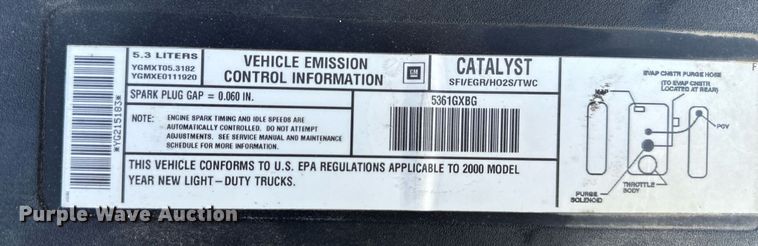 *YG215183*
5.3 LITERS
YGMXT05.3182
YGMXE0111920
VEHICLE EMISSION
CONTROL INFORMATION
GM
CATALYST
SFI/EGR/HO2S/TWC
SPARK PLUG GAP = 0.060 IN.
5361GXBG
NOTE: ENGINE SPARK TIMING AND IDLE SPEEDS ARE
AUTOMATICALLY CONTROLLED. DO NOT ATTEMPT
ADJUSTMENTS. SEE SERVICE MANUAL AND MAINTENANCE
SCHEDULE FOR MORE INFORMATION.
THIS VEHICLE CONFORMS TO U.S. EPA REGULATIONS APPLICABLE TO 2000 MODEL
YEAR NEW LIGHT-DUTY TRUCKS.
EVAP CNSTR PURGE HOSE
(TO EVAP CNSTR
LOCATED AT REAR)
PCV
PURGE
SOLENOID
THROTTLE
BODY
F
Purple Wave Auction